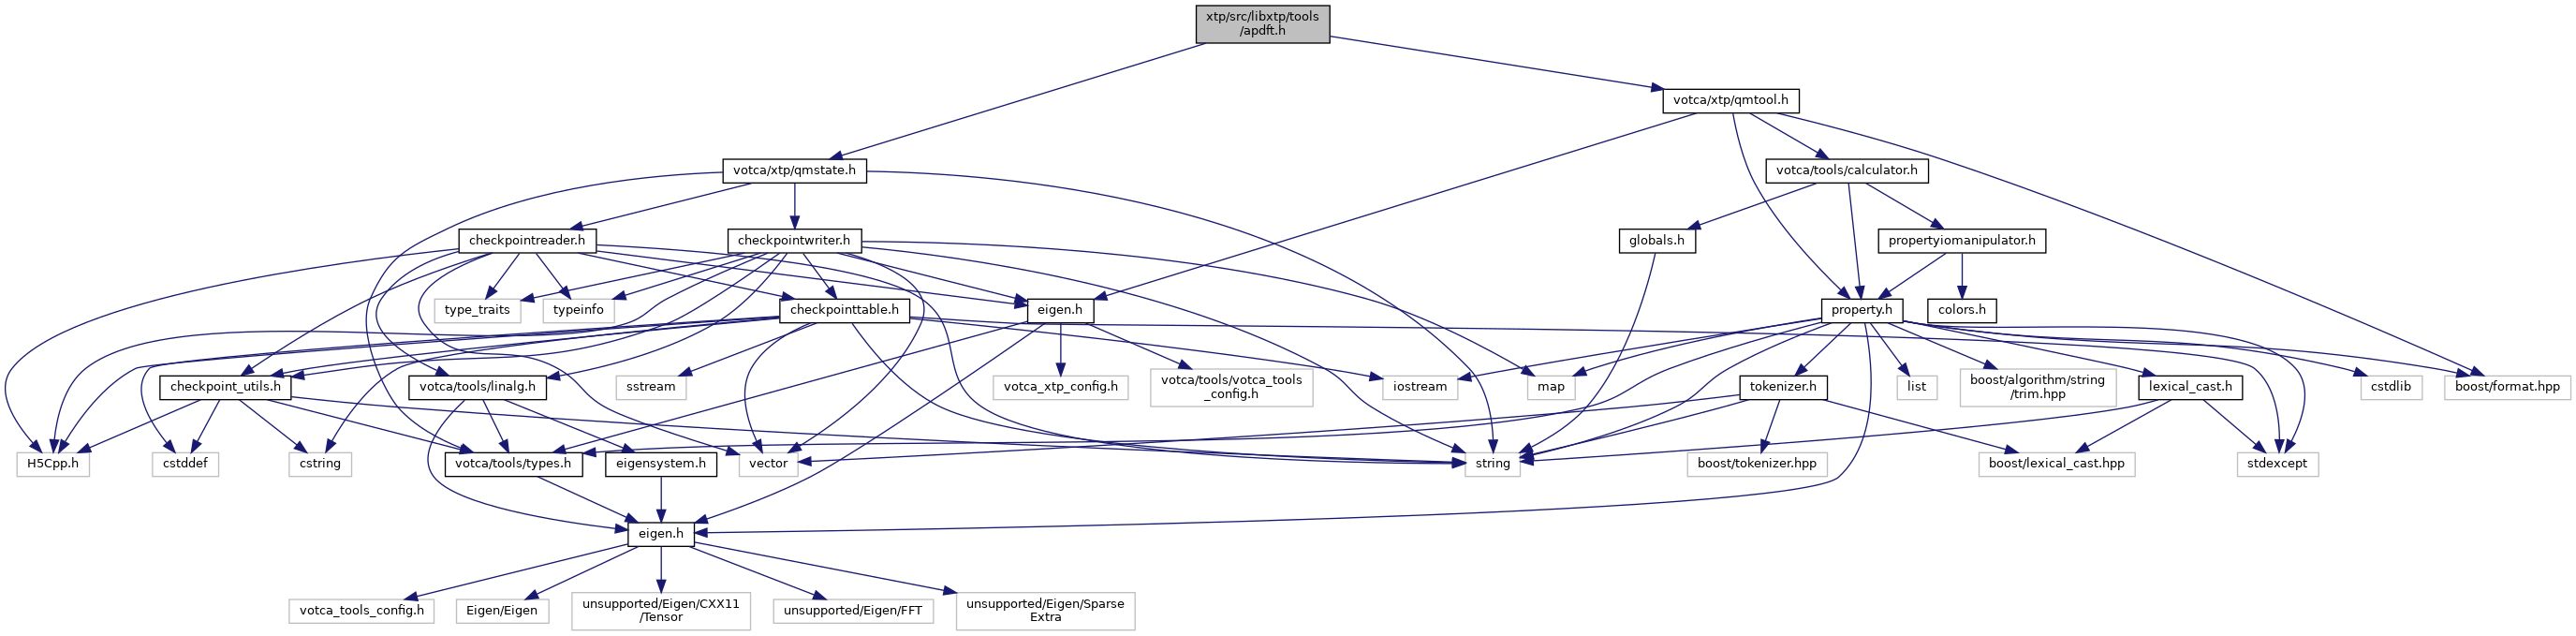 xtp/src/libxtp/tools
/apdft.h
votca/xtp/qmtool.h
votca/xtp/qmstate.h
votca/tools/calculator.h
checkpointreader.h
checkpointwriter.h
globals.h
propertyiomanipulator.h
type_traits
typeinfo
checkpointtable.h
eigen.h
property.h
colors.h
checkpoint_utils.h
votca/tools/linalg.h
sstream
votca_xtp_config.h
votca/tools/votca_tools
_config.h
iostream
map
tokenizer.h
list
boost/algorithm/string
/trim.hpp
lexical_cast.h
cstdlib
boost/format.hpp
H5Cpp.h
cstddef
cstring
votca/tools/types.h
eigensystem.h
vector
string
boost/tokenizer.hpp
boost/lexical_cast.hpp
stdexcept
eigen.h
votca_tools_config.h
Eigen/Eigen
unsupported/Eigen/CXX11
/Tensor
unsupported/Eigen/FFT
unsupported/Eigen/Sparse
Extra